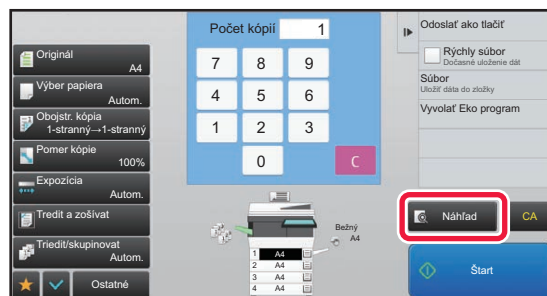 Originál
A4
Výber papiera
Autom.
Obojstr. kópia
1-stranný→1-stranný
Pomer kópie
100%
Expozícia
Autom.
Tredit a zošívat
Triediť/skupinovat
Autom.
Ostatné
Počet kópií
1
7 8 9
4 5 6
1 2 3
0 C
Bežný
A4
1 A4
2 A4
3 A4
4 A4
Odoslať ako tlačiť
Rýchly súbor
Dočasné uloženie dát
Súbor
Uložiť dáta do zložky
Vyvolať Eko program
Náhľad
CA
Štart